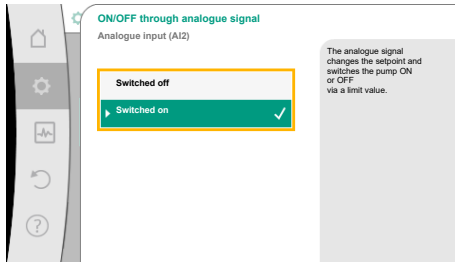 ON/OFF through analogue signal
Analogue input (AI2)
Switched off
Switched on
The analogue signal
changes the setpoint and
switches the pump ON
or OFF
via a limit value.
?